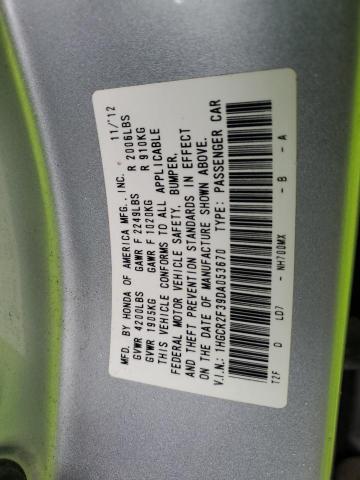 MFD. BY HONDA OF AMERICA MFG., INC. 11/12
GVWR 4200LBS GAWR F 2249LBS R 2006LBS
GVWR 1905KG GAWR F 1020KG R 910KG
THIS VEHICLE CONFORMS TO ALL APPLICABLE
FEDERAL MOTOR VEHICLE SAFETY, BUMPER,
AND THEFT PREVENTION STANDARDS IN EFFECT
ON THE DATE OF MANUFACTURE SHOWN ABOVE.
V.I.N: 1HGCR2F39DA053670 TYPE: PASSENGER CAR
T2F D LD7 - NH700MX - B - A